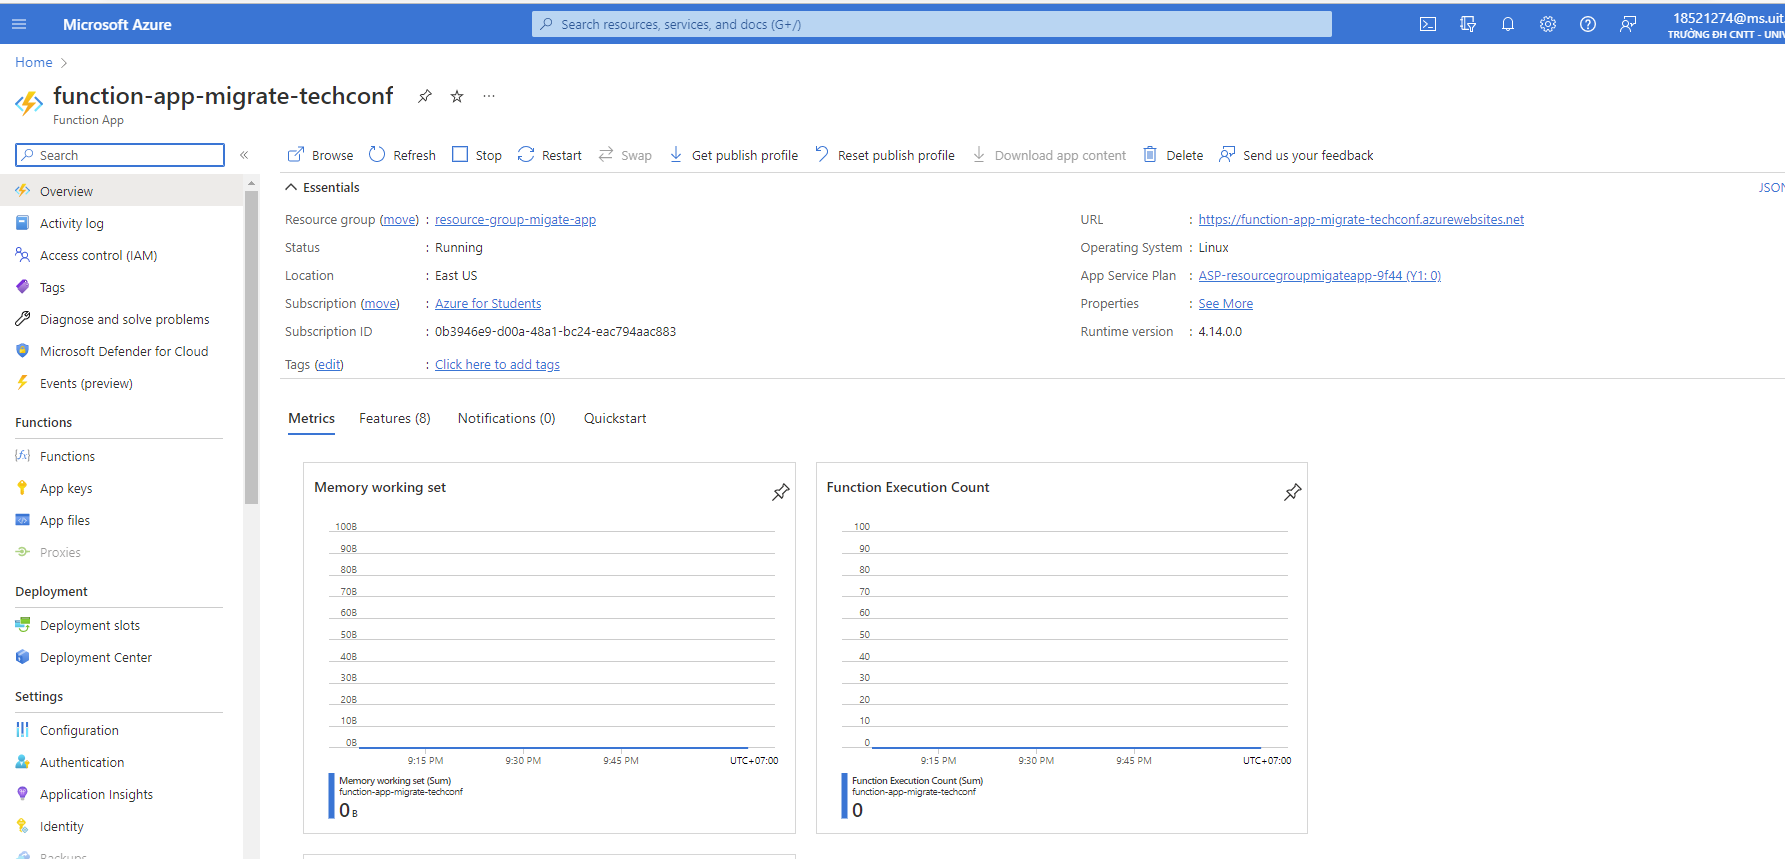 Microsoft Azure
Search resources, services, and docs (G+/)
18521274@ms.uit.
TRƯỜNG ĐH CNTT - UNIV
Home
function-app-migrate-techconf
Function App
Search
Browse Refresh Stop Restart Swap Get publish profile Reset publish profile Download app content Delete Send us your feedback
Overview
Activity log
Access control (IAM)
Tags
Diagnose and solve problems
Microsoft Defender for Cloud
Events (preview)
Functions
Functions
App keys
App files
Proxies
Deployment
Deployment slots
Deployment Center
Settings
Configuration
Authentication
Application Insights
Identity
Backups
Essentials
JSON
Resource group (move) : resource-group-migate-app
Status : Running
Location : East US
Subscription (move) : Azure for Students
Subscription ID : 0b3946e9-d00a-48a1-bc24-eac794aac883
Tags (edit) : Click here to add tags
URL : https://function-app-migrate-techconf.azurewebsites.net
Operating System : Linux
App Service Plan : ASP-resourcegroupmigateapp-9f44 (Y1: 0)
Properties : See More
Runtime version : 4.14.0.0
Metrics Features (8) Notifications (0) Quickstart
Memory working set
100B
90B
80B
70B
60B
50B
40B
30B
20B
10B
0B
9:15 PM 9:30 PM 9:45 PM UTC+07:00
Memory working set (Sum)
function-app-migrate-techconf
0 B
Function Execution Count
100
90
80
70
60
50
40
30
20
10
0
9:15 PM 9:30 PM 9:45 PM UTC+07:00
Function Execution Count (Sum)
function-app-migrate-techconf
0